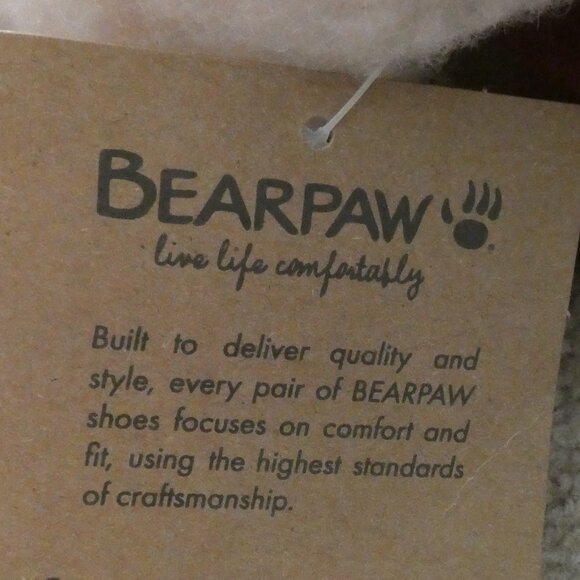 BEARPAW
live life comfortably
Built to deliver quality and
style, every pair of BEARPAW
shoes focuses on comfort and
fit, using the highest standards
of craftsmanship.